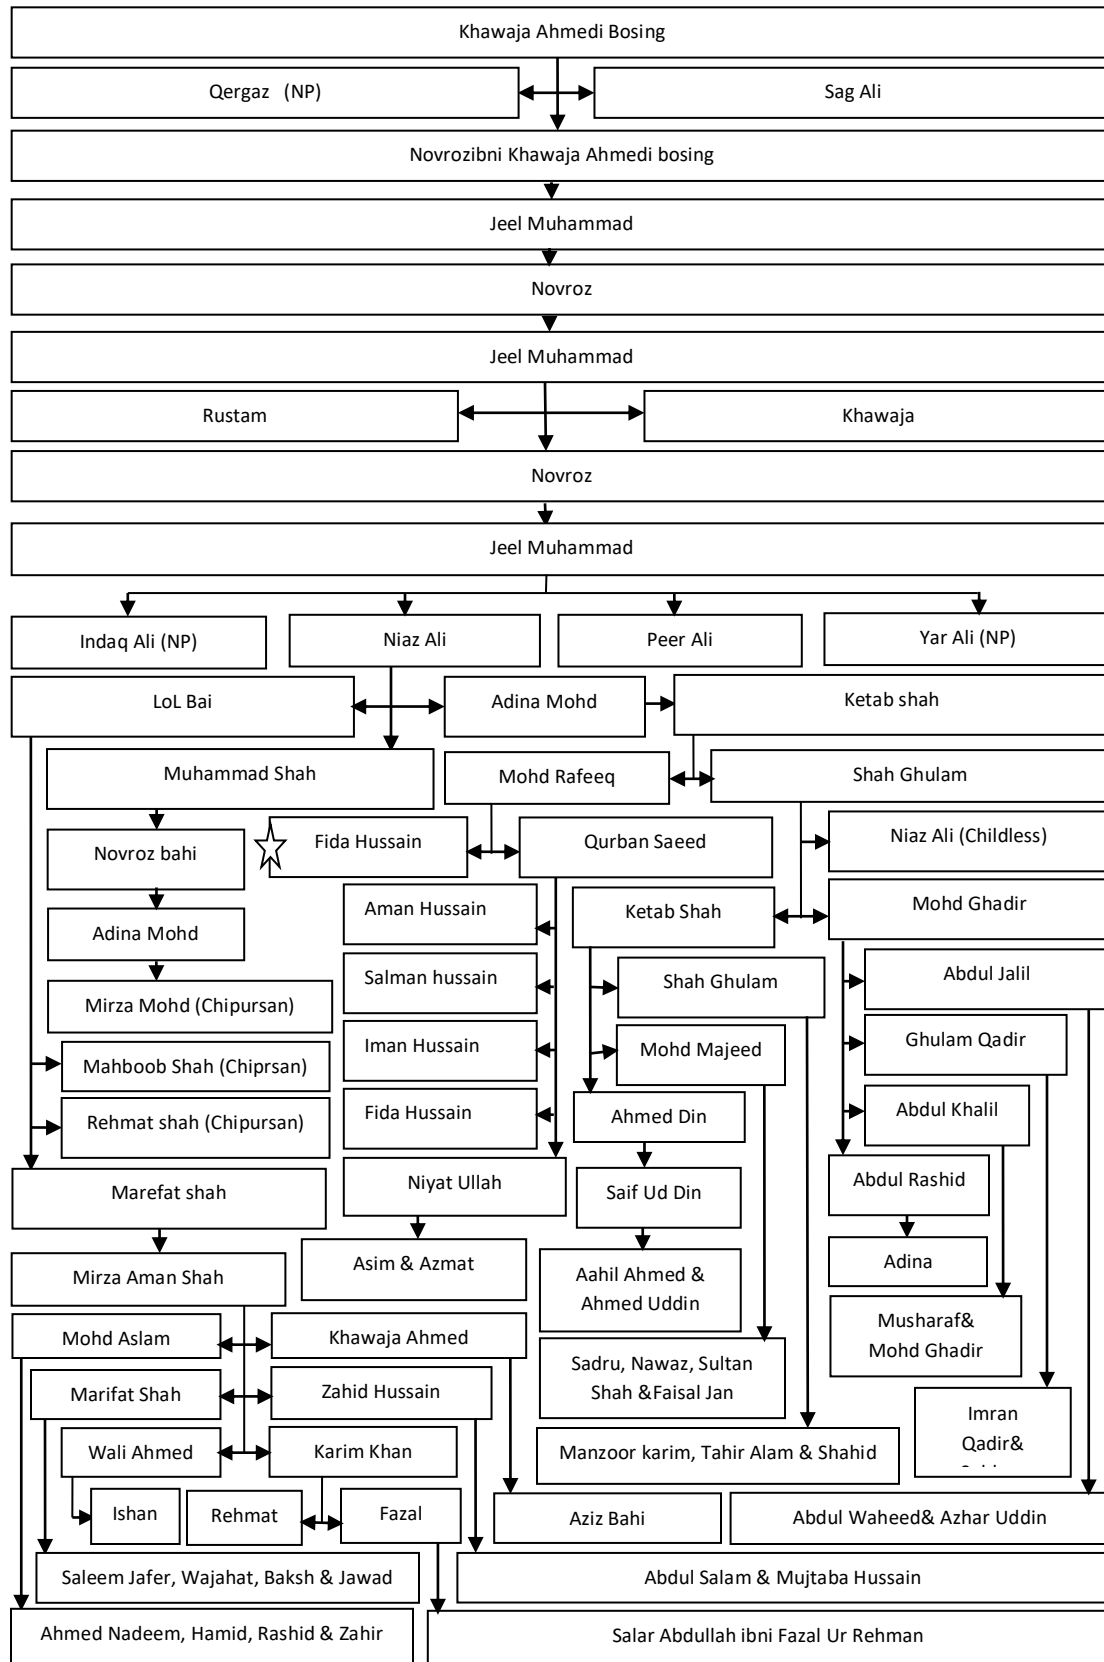 Khawaja Ahmedi Bosing
Qergaz (NP)
Sag Ali
Novrozibni Khawaja Ahmedi bosing
Jeel Muhammad
Novroz
Jeel Muhammad
Rustam
Khawaja
Novroz
Jeel Muhammad
Indaq Ali (NP)
Niaz Ali
Peer Ali
Yar Ali (NP)
LoL Bai
Adina Mohd
Ketab shah
Muhammad Shah
Mohd Rafeeq
Shah Ghulam
Novroz bahi
Fida Hussain
Qurban Saeed
Niaz Ali (Childless)
Aman Hussain
Ketab Shah
Mohd Ghadir
Adina Mohd
Salman hussain
Shah Ghulam
Abdul Jalil
Mirza Mohd (Chipursan)
Iman Hussain
Mohd Majeed
Ghulam Qadir
Mahboob Shah (Chiprsan)
Rehmat shah (Chipursan)
Fida Hussain
Ahmed Din
Abdul Khalil
Marefat shah
Niyat Ullah
Saif Ud Din
Abdul Rashid
Mirza Aman Shah
Asim & Azmat
Aahil Ahmed &
Ahmed Uddin
Adina
Mohd Aslam
Khawaja Ahmed
Musharaf&
Mohd Ghadir
Marifat Shah
Zahid Hussain
Sadru, Nawaz, Sultan
Shah &Faisal Jan
Imran
Qadir&
Wali Ahmed
Karim Khan
Manzoor karim, Tahir Alam & Shahid
Ishan
Rehmat
Fazal
Aziz Bahi
Abdul Waheed& Azhar Uddin
Saleem Jafer, Wajahat, Baksh & Jawad
Abdul Salam & Mujtaba Hussain
Ahmed Nadeem, Hamid, Rashid & Zahir
Salar Abdullah ibni Fazal Ur Rehman